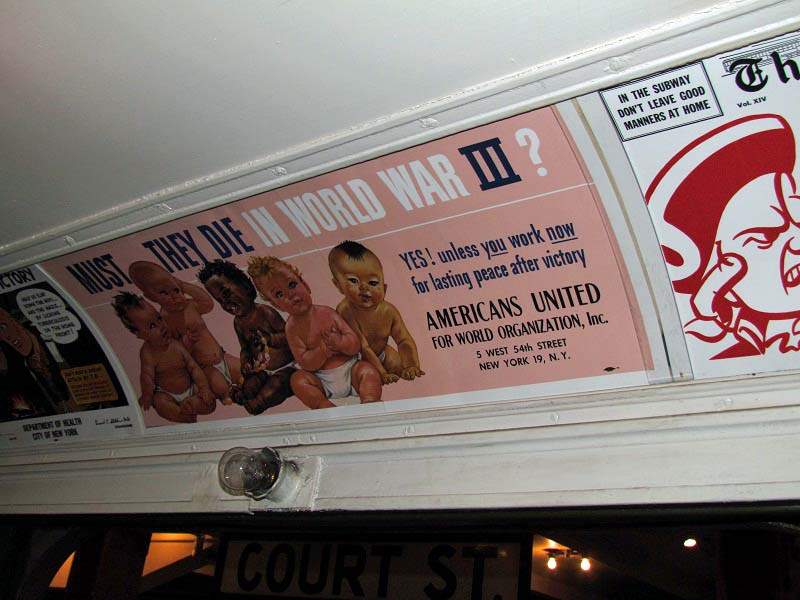 VICTORY
DEPARTMENT OF HEALTH
CITY OF NEW YORK
MUST THEY DIE IN WORLD WAR III?
YES! unless you work now
for lasting peace after victory
AMERICANS UNITED
FOR WORLD ORGANIZATION, Inc.
5 WEST 54th STREET
NEW YORK 19, N.Y.
IN THE SUBWAY
DON'T LEAVE GOOD
MANNERS AT HOME
Th
Vol. XIV
COURT ST.